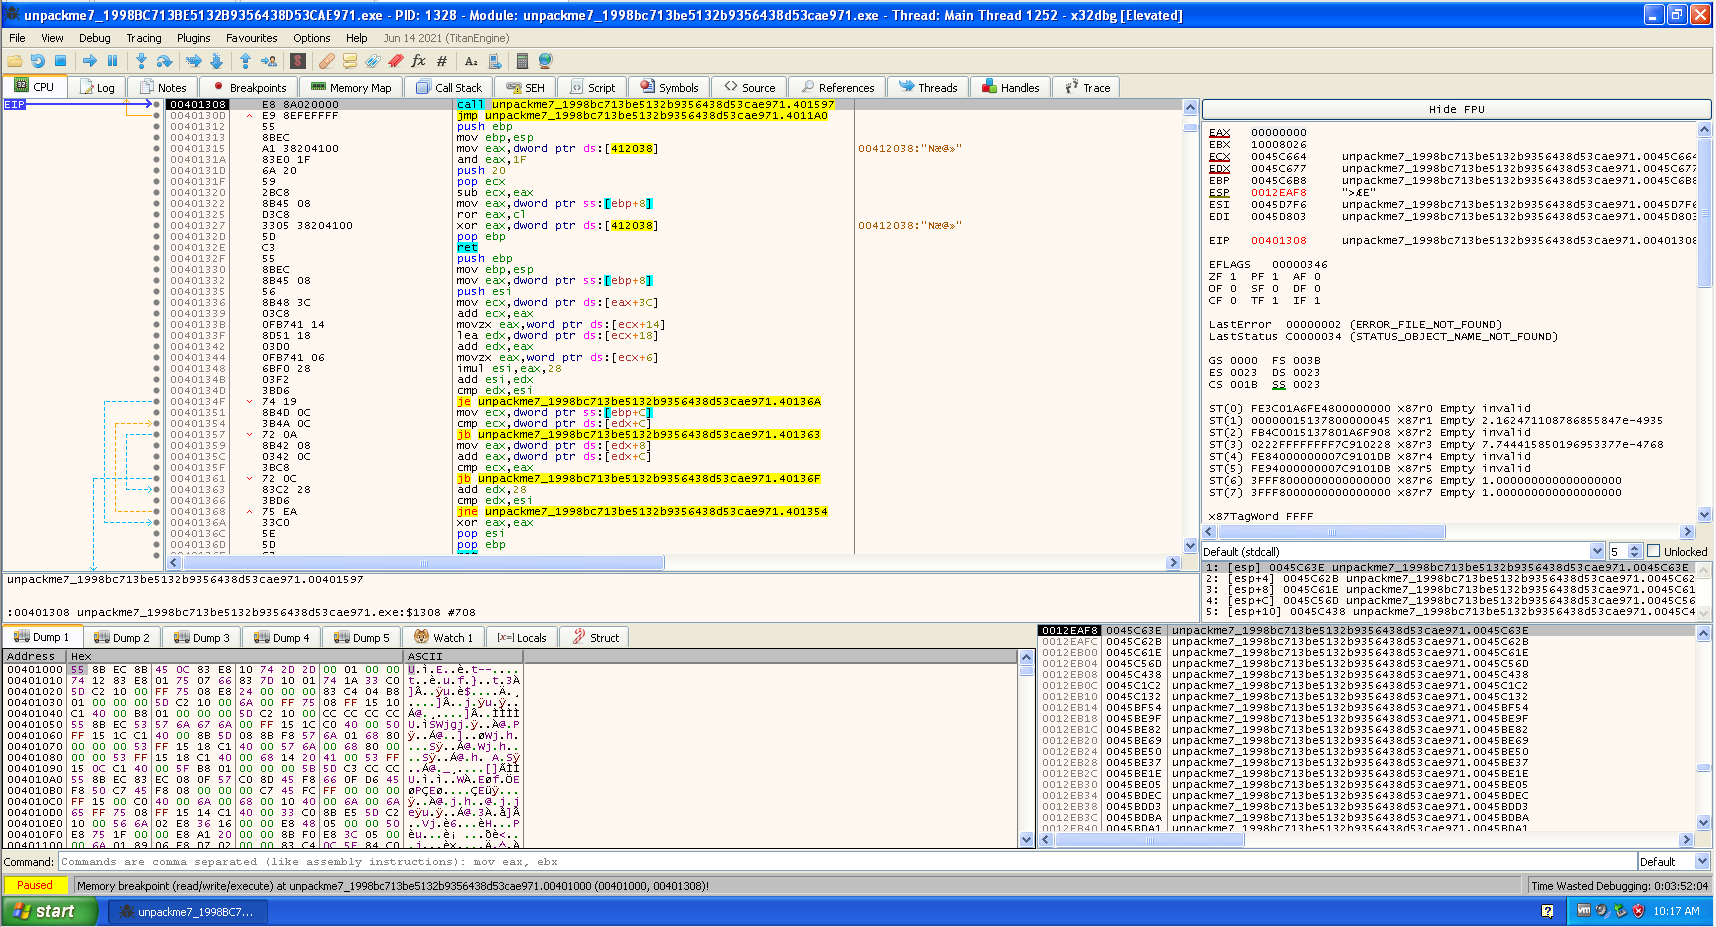 unpackme7_1998BC713BE5132B9356438D53CAE971.exe - PID: 1328 - Module: unpackme7_1998bc713be5132b9356438d53cae971.exe - Thread: Main Thread 1252 - x32dbg [Elevated]
File View Debug Tracing Plugins Favourites Options Help Jun 14 2021 (TitanEngine)
CPU Log Notes Breakpoints Memory Map Call Stack SEH Script Symbols Source References Threads Handles Trace
EIP
00401308 E8 8A020000 call unpackme7_1998bc713be5132b9356438d53cae971.401597
0040130D E9 8EFEFFFF jmp unpackme7_1998bc713be5132b9356438d53cae971.4011A0
00401312 55 push ebp
00401313 8BEC mov ebp,esp
00401315 A1 38204100 mov eax,dword ptr ds:[412038] 00412038:"Næ@»"
0040131A 83E0 1F and eax,1F
0040131D 6A 20 push 20
0040131F 59 pop ecx
00401320 2BC8 sub ecx,eax
00401322 8B45 08 mov eax,dword ptr ss:[ebp+8]
00401325 D3C8 ror eax,cl
00401327 3305 38204100 xor eax,dword ptr ds:[412038] 00412038:"Næ@»"
0040132D 5D pop ebp
0040132E C3 ret
0040132F 55 push ebp
00401330 8BEC mov ebp,esp
00401332 8B45 08 mov eax,dword ptr ss:[ebp+8]
00401335 56 push esi
00401336 8B48 3C mov ecx,dword ptr ds:[eax+3C]
00401339 03C8 add ecx,eax
0040133B 0FB741 14 movzx eax,word ptr ds:[ecx+14]
0040133F 8D51 18 lea edx,dword ptr ds:[ecx+18]
00401342 03D0 add edx,eax
00401344 0FB741 06 movzx eax,word ptr ds:[ecx+6]
00401348 6BF0 28 imul esi,eax,28
0040134B 03F2 add esi,edx
0040134D 3BD6 cmp edx,esi
0040134F 74 19 je unpackme7_1998bc713be5132b9356438d53cae971.40136A
00401351 8B4D 0C mov ecx,dword ptr ss:[ebp+C]
00401354 3B4A 0C cmp ecx,dword ptr ds:[edx+C]
00401357 72 0A jb unpackme7_1998bc713be5132b9356438d53cae971.401363
00401359 8B42 08 mov eax,dword ptr ds:[edx+8]
0040135C 0342 0C add eax,dword ptr ds:[edx+C]
0040135F 3BC8 cmp ecx,eax
00401361 72 0C jb unpackme7_1998bc713be5132b9356438d53cae971.40136F
00401363 83C2 28 add edx,28
00401366 3BD6 cmp edx,esi
00401368 75 EA jne unpackme7_1998bc713be5132b9356438d53cae971.401354
0040136A 33C0 xor eax,eax
0040136C 5E pop esi
0040136D 5D pop ebp
Hide FPU
EAX 00000000
EBX 10008026
ECX 0045C664 unpackme7_1998bc713be5132b9356438d53cae971.0045C664
EDX 0045C677 unpackme7_1998bc713be5132b9356438d53cae971.0045C677
EBP 0045C6B8 unpackme7_1998bc713be5132b9356438d53cae971.0045C6B8
ESP 0012EAF8 ">ÆE"
ESI 0045D7F6 unpackme7_1998bc713be5132b9356438d53cae971.0045D7F6
EDI 0045D803 unpackme7_1998bc713be5132b9356438d53cae971.0045D803
EIP 00401308 unpackme7_1998bc713be5132b9356438d53cae971.00401308
EFLAGS 00000346
ZF 1 PF 1 AF 0
OF 0 SF 0 DF 0
CF 0 TF 1 IF 1
LastError 00000002 (ERROR_FILE_NOT_FOUND)
LastStatus C0000034 (STATUS_OBJECT_NAME_NOT_FOUND)
GS 0000 FS 003B
ES 0023 DS 0023
CS 001B SS 0023
ST(0) FE3C01A6FE4800000000 x87r0 Empty invalid
ST(1) 00000015137800000045 x87r1 Empty 2.162471108786855847e-4935
ST(2) FB4C0015137801A6F908 x87r2 Empty invalid
ST(3) 0222FFFFFFFF7C910228 x87r3 Empty 7.744415850196953377e-4768
ST(4) FE84000000007C9101DB x87r4 Empty invalid
ST(5) FE94000000007C9101DB x87r5 Empty invalid
ST(6) 3FFF8000000000000000 x87r6 Empty 1.000000000000000000
ST(7) 3FFF8000000000000000 x87r7 Empty 1.000000000000000000
x87TagWord FFFF
Default (stdcall) 5 Unlocked
1: [esp] 0045C63E unpackme7_1998bc713be5132b9356438d53cae971.0045C63E
2: [esp+4] 0045C62B unpackme7_1998bc713be5132b9356438d53cae971.0045C62
3: [esp+8] 0045C61E unpackme7_1998bc713be5132b9356438d53cae971.0045C61
4: [esp+C] 0045C56D unpackme7_1998bc713be5132b9356438d53cae971.0045C56
5: [esp+10] 0045C438 unpackme7_1998bc713be5132b9356438d53cae971.0045C4
unpackme7_1998bc713be5132b9356438d53cae971.00401597
:00401308 unpackme7_1998bc713be5132b9356438d53cae971.exe:$1308 #708
Dump 1 Dump 2 Dump 3 Dump 4 Dump 5 Watch 1 [x=] Locals Struct
Address Hex ASCII
00401000 55 8B EC 8B 45 0C 83 E8 10 74 2D 2D 00 01 00 00
00401010 74 12 83 E8 01 75 07 66 83 7D 10 01 74 1A 33 C0
00401020 5D C2 10 00 FF 75 08 E8 24 00 00 00 83 C4 04 B8
00401030 01 00 00 00 5D C2 10 00 6A 00 FF 75 08 FF 15 10
00401040 C1 40 00 B8 01 00 00 00 5D C2 10 00 CC CC CC CC
00401050 55 8B EC 53 57 6A 67 6A 00 FF 15 1C C0 40 00 50
00401060 FF 15 1C C1 40 00 8B 5D 08 8B F8 57 6A 01 68 80
00401070 00 00 00 53 FF 15 18 C1 40 00 57 6A 00 68 80 00
00401080 00 00 53 FF 15 18 C1 40 00 68 14 20 41 00 53 FF
00401090 15 0C C1 40 00 5F B8 01 00 00 00 5B 5D C3 CC CC
004010A0 55 8B EC 83 EC 08 0F 57 C0 8D 45 F8 66 0F D6 45
004010B0 F8 50 C7 45 F8 08 00 00 00 C7 45 FC FF 00 00 00
004010C0 FF 15 00 C0 40 00 6A 00 68 00 10 40 00 6A 00 6A
004010D0 65 FF 75 08 FF 15 14 C1 40 00 33 C0 8B E5 5D C2
004010E0 10 00 56 6A 02 E8 36 16 00 00 E8 48 05 00 00 50
004010F0 E8 75 1F 00 00 E8 A1 20 00 00 8B F0 E8 3C 05 00
00401100 00 6A 01 89 06 E8 D7 02 00 00 83 C4 0C 5E 84 C0
0012EAF8 0045C63E unpackme7_1998bc713be5132b9356438d53cae971.0045C63E
0012EAFC 0045C62B unpackme7_1998bc713be5132b9356438d53cae971.0045C62B
0012EB00 0045C61E unpackme7_1998bc713be5132b9356438d53cae971.0045C61E
0012EB04 0045C56D unpackme7_1998bc713be5132b9356438d53cae971.0045C56D
0012EB08 0045C438 unpackme7_1998bc713be5132b9356438d53cae971.0045C438
0012EB0C 0045C1C2 unpackme7_1998bc713be5132b9356438d53cae971.0045C1C2
0012EB10 0045C132 unpackme7_1998bc713be5132b9356438d53cae971.0045C132
0012EB14 0045BF54 unpackme7_1998bc713be5132b9356438d53cae971.0045BF54
0012EB18 0045BE9F unpackme7_1998bc713be5132b9356438d53cae971.0045BE9F
0012EB1C 0045BE82 unpackme7_1998bc713be5132b9356438d53cae971.0045BE82
0012EB20 0045BE69 unpackme7_1998bc713be5132b9356438d53cae971.0045BE69
0012EB24 0045BE50 unpackme7_1998bc713be5132b9356438d53cae971.0045BE50
0012EB28 0045BE37 unpackme7_1998bc713be5132b9356438d53cae971.0045BE37
0012EB2C 0045BE1E unpackme7_1998bc713be5132b9356438d53cae971.0045BE1E
0012EB30 0045BE05 unpackme7_1998bc713be5132b9356438d53cae971.0045BE05
0012EB34 0045BDEC unpackme7_1998bc713be5132b9356438d53cae971.0045BDEC
0012EB38 0045BDD3 unpackme7_1998bc713be5132b9356438d53cae971.0045BDD3
0012EB3C 0045BDBA unpackme7_1998bc713be5132b9356438d53cae971.0045BDBA
0012EB40 0045BDA1 unpackme7_1998bc713be5132b9356438d53cae971.0045BDA1
Command: Commands are comma separated (like assembly instructions): mov eax, ebx Default
Paused Memory breakpoint (read/write/execute) at unpackme7_1998bc713be5132b9356438d53cae971.00401000 (00401000, 00401308)! Time Wasted Debugging: 0:03:52:04
start unpackme7_1998BC7... 10:17 AM